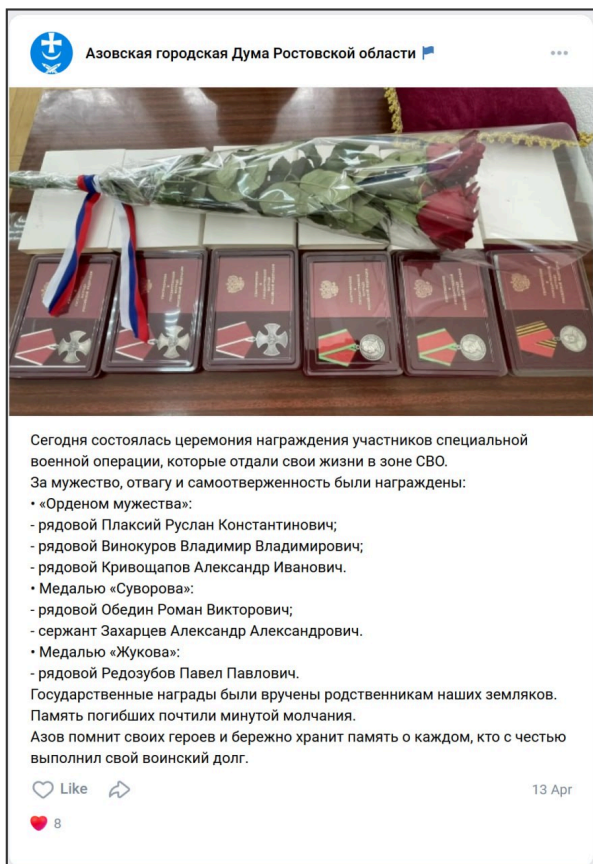 Азовская городская Дума Ростовской области
Сегодня состоялась церемония награждения участников специальной
военной операции, которые отдали свои жизни в зоне СВО.
За мужество, отвагу и самоотверженность были награждены:
• «Орденом мужества»:
- рядовой Плаксий Руслан Константинович;
- рядовой Винокуров Владимир Владимирович;
- рядовой Кривощапов Александр Иванович.
• Медалью «Суворова»:
- рядовой Обедин Роман Викторович;
- сержант Захарцев Александр Александрович.
• Медалью «Жукова»:
- рядовой Редозубов Павел Павлович.
Государственные награды были вручены родственникам наших земляков.
Память погибших почтили минутой молчания.
Азов помнит своих героев и бережно хранит память о каждом, кто с честью
выполнил свой воинский долг.
Like
13 Apr
8